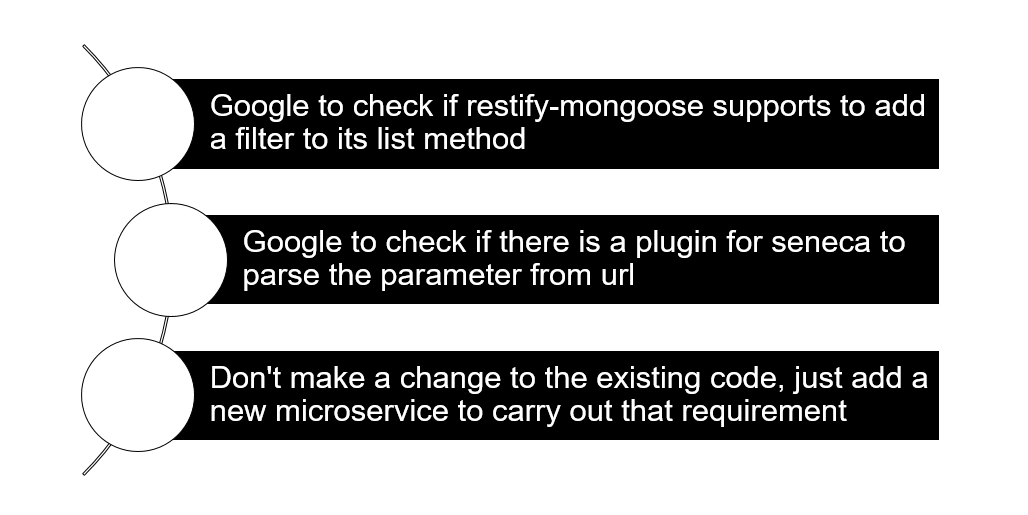 Google to check if restify-mongoose supports to add
a filter to its list method
Google to check if there is a plugin for seneca to
parse the parameter from url
Don't make a change to the existing code, just add a
new microservice to carry out that requirement